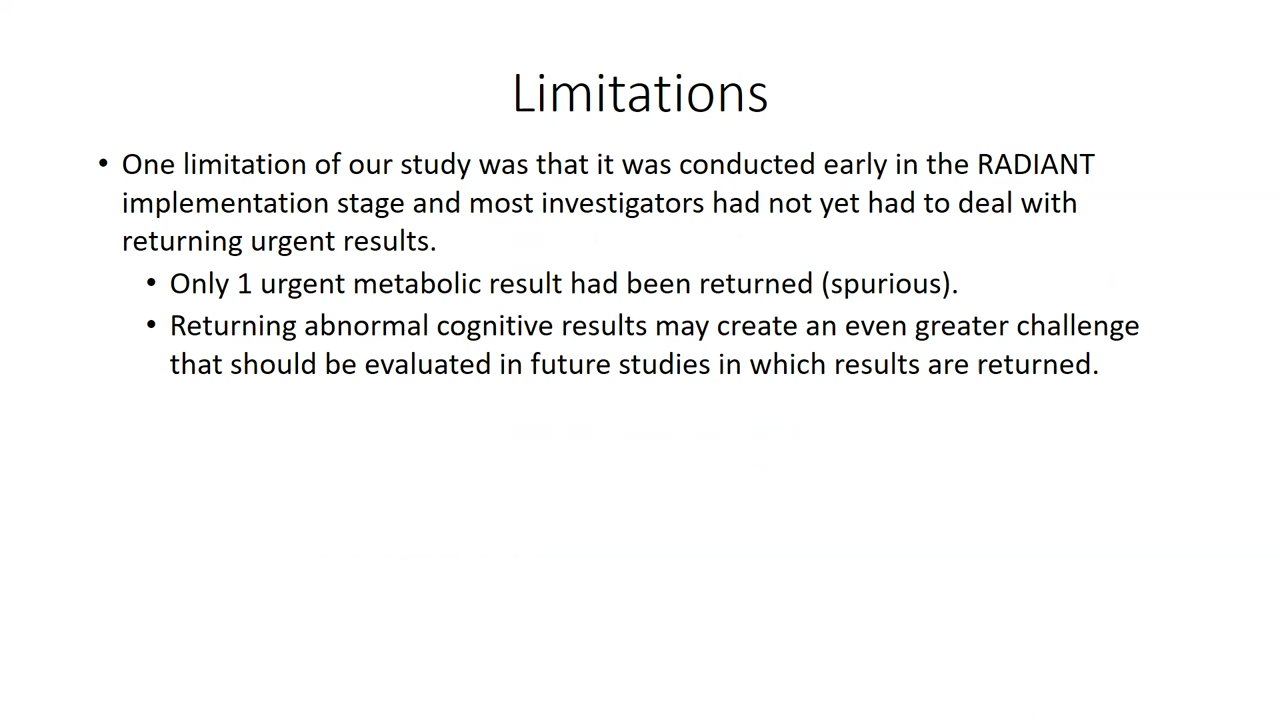 Limitations
• One limitation of our study was that it was conducted early in the RADIANT
implementation stage and most investigators had not yet had to deal with
returning urgent results.
• Only 1 urgent metabolic result had been returned (spurious).
• Returning abnormal cognitive results may create an even greater challenge
that should be evaluated in future studies in which results are returned.